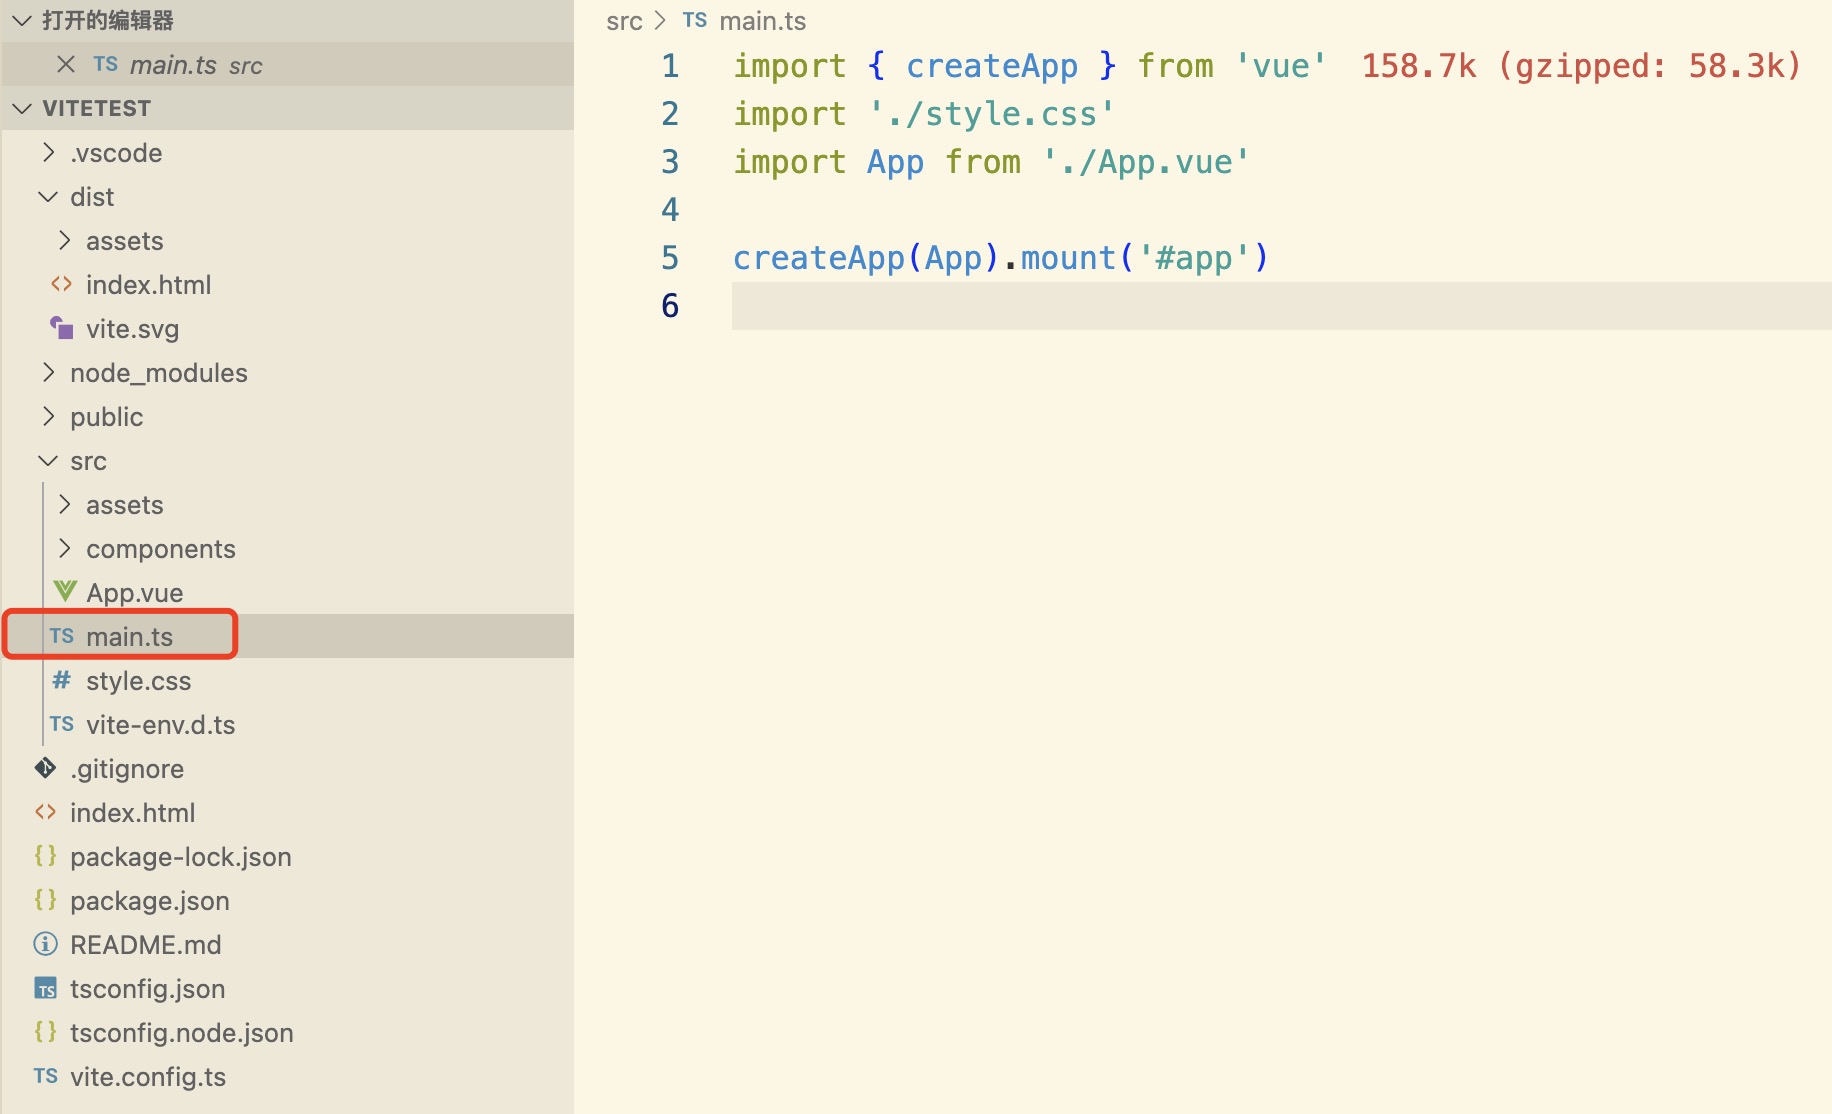 打开的编辑器
TS main.ts src
VITETEST
.vscode
dist
assets
index.html
vite.svg
node_modules
public
src
assets
components
App.vue
TS main.ts
# style.css
TS vite-env.d.ts
.gitignore
<> index.html
{} package-lock.json
{} package.json
README.md
TS tsconfig.json
{} tsconfig.node.json
TS vite.config.ts
src > TS main.ts
1 import { createApp } from 'vue' 158.7k (gzipped: 58.3k)
2 import './style.css'
3 import App from './App.vue'
4
5 createApp(App).mount('#app')
6